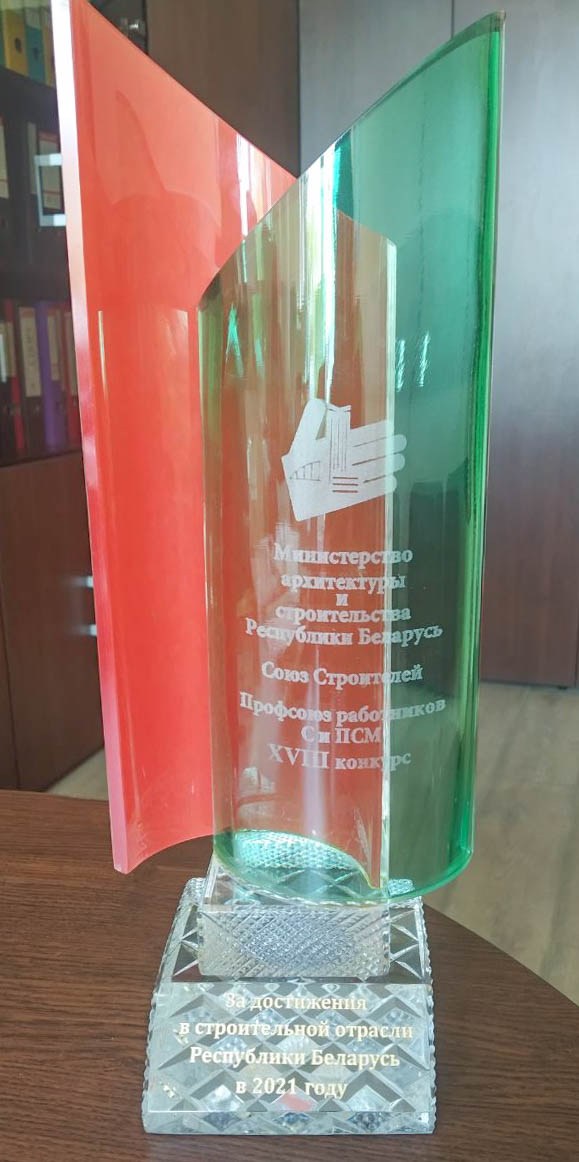 Министерство
архитектуры
и
строительства
Республики Беларусь
Союз Строителей
Профсоюз работников
С и ПСМ
XVIII конкурс
За достижения
в строительной отрасли
Республики Беларусь
в 2021 году